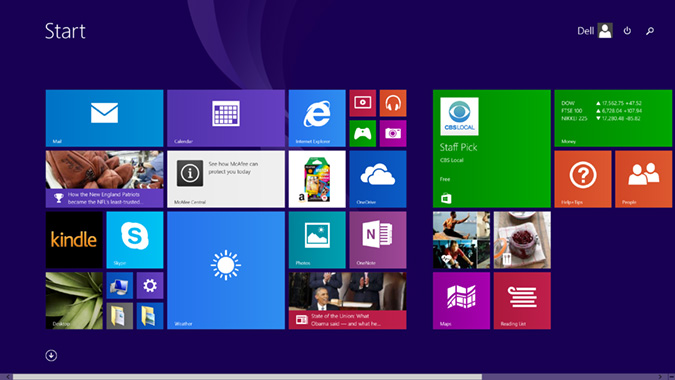 Start
Dell
Mail
Calendar
Internet Explorer
CBS LOCAL
Staff Pick
CBS Local
Free
DOW ▲ 17,562.75 +47.52
FTSE 100 ▲ 6,728.04 +107.94
NIKKEI 225 ▼ 17,280.48 -85.82
Money
How the New England Patriots
became the NFL's least-trusted...
See how McAfee can
protect you today
McAfee Central
a
OneDrive
Help+Tips
People
kindle
Skype
Photos
OneNote
Desktop
Weather
State of the Union: What
Obama said — and what he...
Maps
Reading List